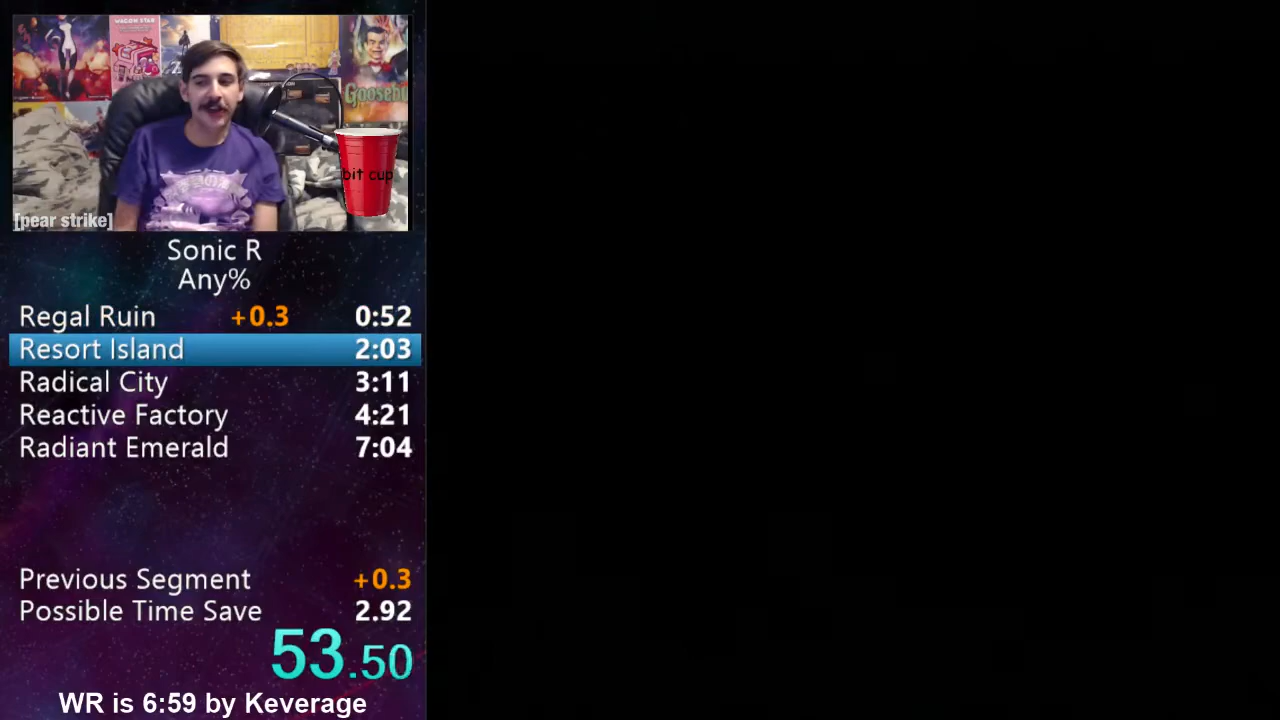 WAGON STAR
Goosebu
bit cup
[pear strike]
Sonic R
Any%
Regal Ruin +0.3 0:52
Resort Island 2:03
Radical City 3:11
Reactive Factory 4:21
Radiant Emerald 7:04
Previous Segment +0.3
Possible Time Save 2.92
53.50
WR is 6:59 by Keverage